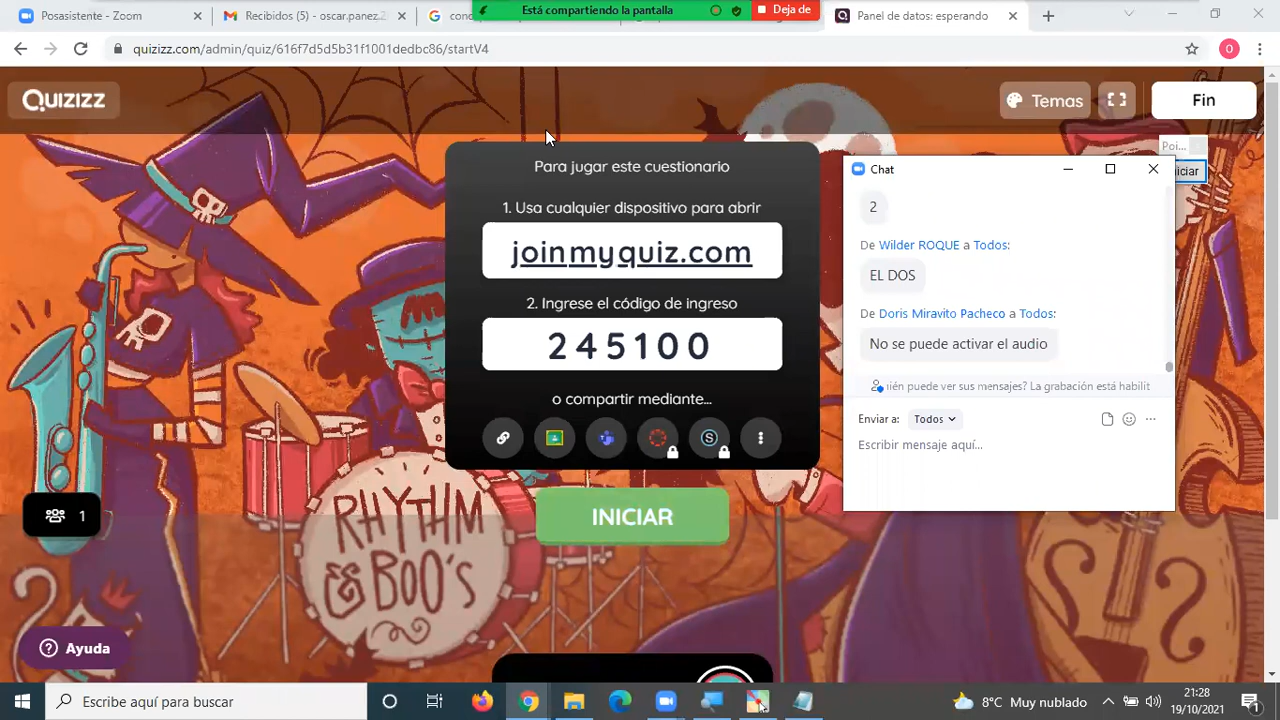 Posasistente - Zoom
Recibidos - oscar.panez.2
Está compartiendo la pantalla
Deja de
Panel de datos: esperando
quizizz.com/admin/quiz/616f7d5d5b31f1001dedbc86/startV4
O
Quizizz
Temas
Fin
Para jugar este cuestionario
1. Usa cualquier dispositivo para abrir
joinmyquiz.com
2. Ingrese el código de ingreso
245100
o compartir mediante...
INICIAR
Poi...
iciar
Chat
2
De Wilder ROQUE a Todos:
EL DOS
De Doris Miravito Pacheco a Todos:
No se puede activar el audio
ién puede ver sus mensajes? La grabación está habilit
Enviar a: Todos
Escribir mensaje aquí...
1
RHYTHM
& BOO'S
Ayuda
Escribe aquí para buscar
8°C Muy nublado
21:28
19/10/2021
1